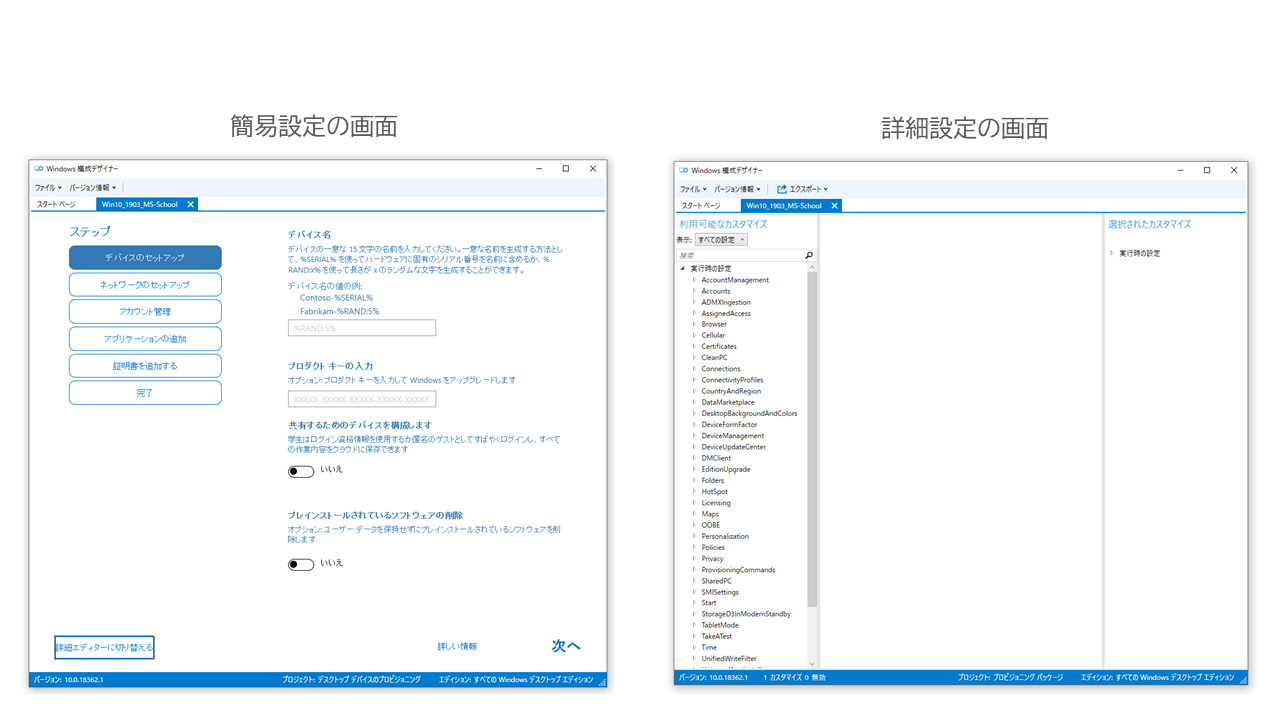 簡易設定の画面
Windows 構成デザイナー
ファイル バージョン情報
スタート ページ Win10_1903_MS-School
ステップ
デバイスのセットアップ
ネットワークのセットアップ
アカウント管理
アプリケーションの追加
証明書を追加する
完了
デバイス名
デバイスの一意な 15 文字の名前を入力してください。一意な名前を生成する方法とし
て、%SERIAL% を使ってハードウェアに固有のシリアル番号を名前に含めるか、%
RAND:x% を使って長さが x のランダムな文字を生成することができます。
デバイス名の値の例:
Contoso-%SERIAL%
Fabrikam-%RAND:5%
%RAND:5%
プロダクト キーの入力
オプション: プロダクト キーを入力して Windows をアップグレードします
XXXXX-XXXXX-XXXXX-XXXXX-XXXXX
共有するためのデバイスを構成します
学生はログイン資格情報を使用するか匿名のゲストとしてすばやくログインし、すべて
の作業内容をクラウドに保存できます
いいえ
プレインストールされているソフトウェアの削除
オプション: ユーザー データを保持せずにプレインストールされているソフトウェアを削
除します
いいえ
詳細エディターに切り替える 詳しい情報 次へ
バージョン: 10.0.18362.1 プロジェクト: デスクトップ デバイスのプロビジョニング エディション: すべての Windows デスクトップ エディション
詳細設定の画面
Windows 構成デザイナー
ファイル バージョン情報 エクスポート
スタート ページ Win10_1903_MS-School
利用可能なカスタマイズ
表示: すべての設定
検索
実行時の設定
AccountManagement
Accounts
ADMXIngestion
AssignedAccess
Browser
Cellular
Certificates
CleanPC
Connections
ConnectivityProfiles
CountryAndRegion
DataMarketplace
DesktopBackgroundAndColors
DeviceFormFactor
DeviceManagement
DeviceUpdateCenter
DMClient
EditionUpgrade
Folders
HotSpot
Licensing
Maps
OOBE
Personalization
Policies
Privacy
ProvisioningCommands
SharedPC
SMISettings
Start
StorageD3InModernStandby
TabletMode
TakeATest
Time
UnifiedWriteFilter
選択されたカスタマイズ
実行時の設定
バージョン: 10.0.18362.1 1 カスタマイズ 0 無効 プロジェクト: プロビジョニング パッケージ エディション: すべての Windows デスクトップ エディション